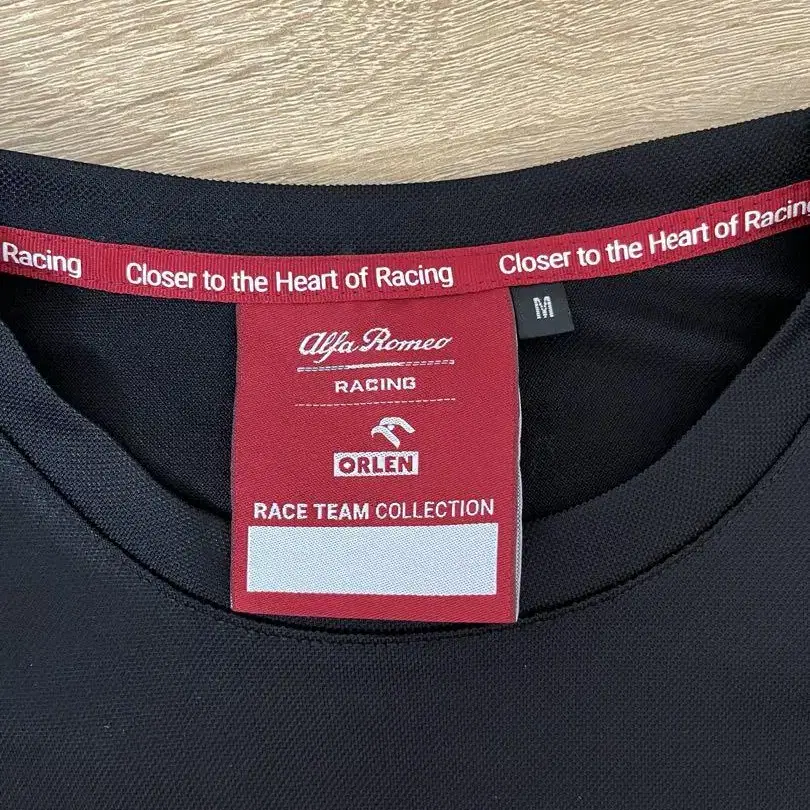 Racing Closer to the Heart of Racing Closer to the Heart of Racing
M
Alfa Romeo
RACING
ORLEN
RACE TEAM COLLECTION